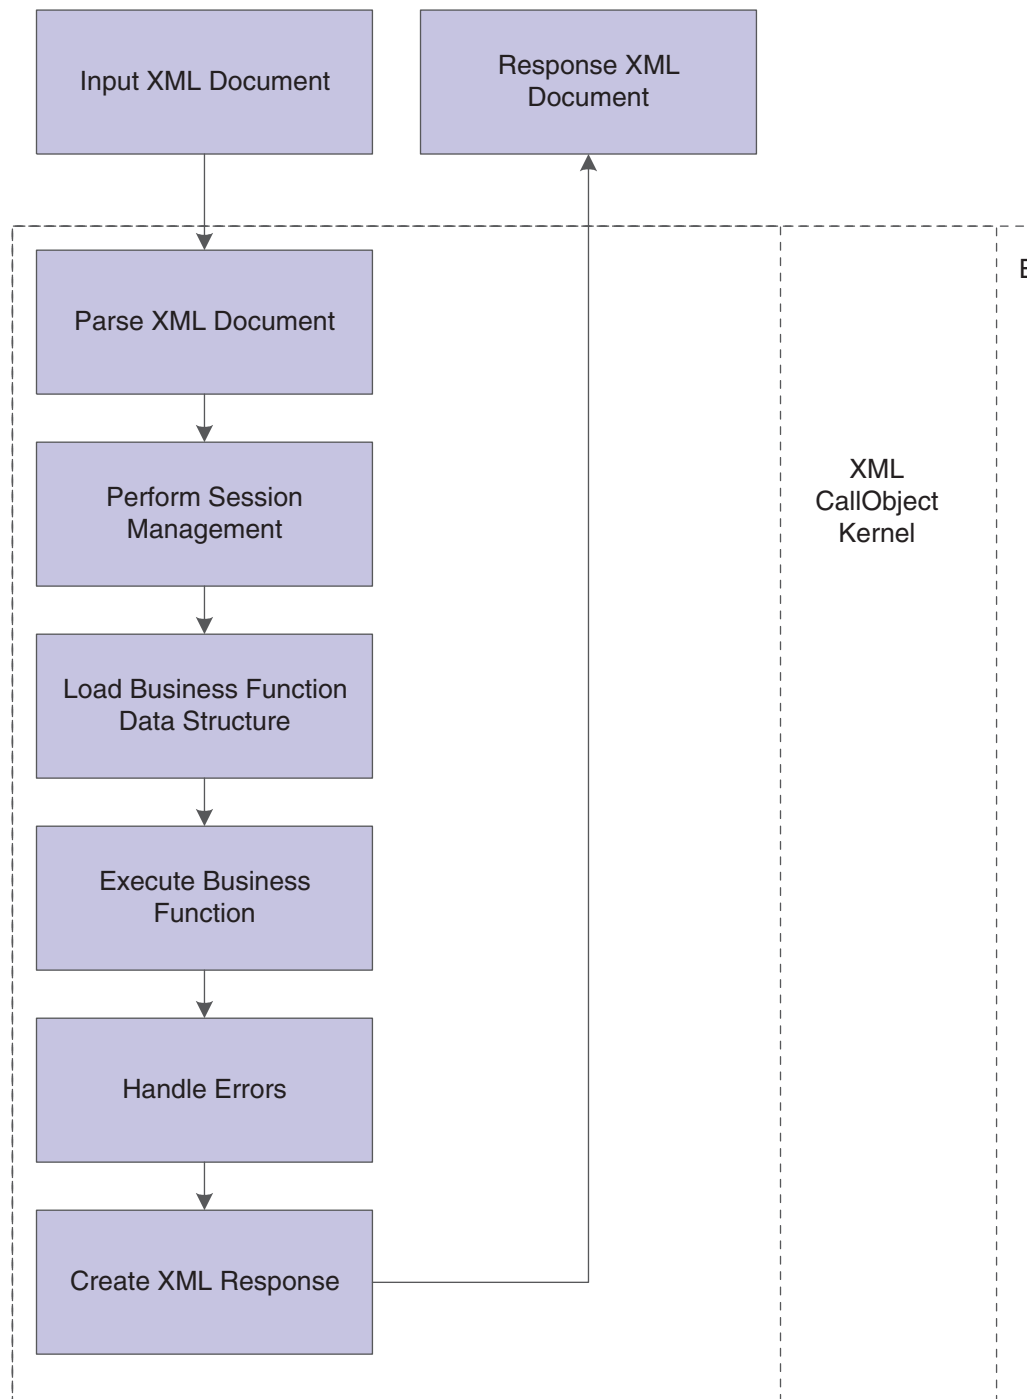 Input XML Document
Response XML
Document
Parse XML Document
Perform Session
Management
XML
CallObject
Kernel
Load Business Function
Data Structure
Execute Business
Function
Handle Errors
Create XML Response